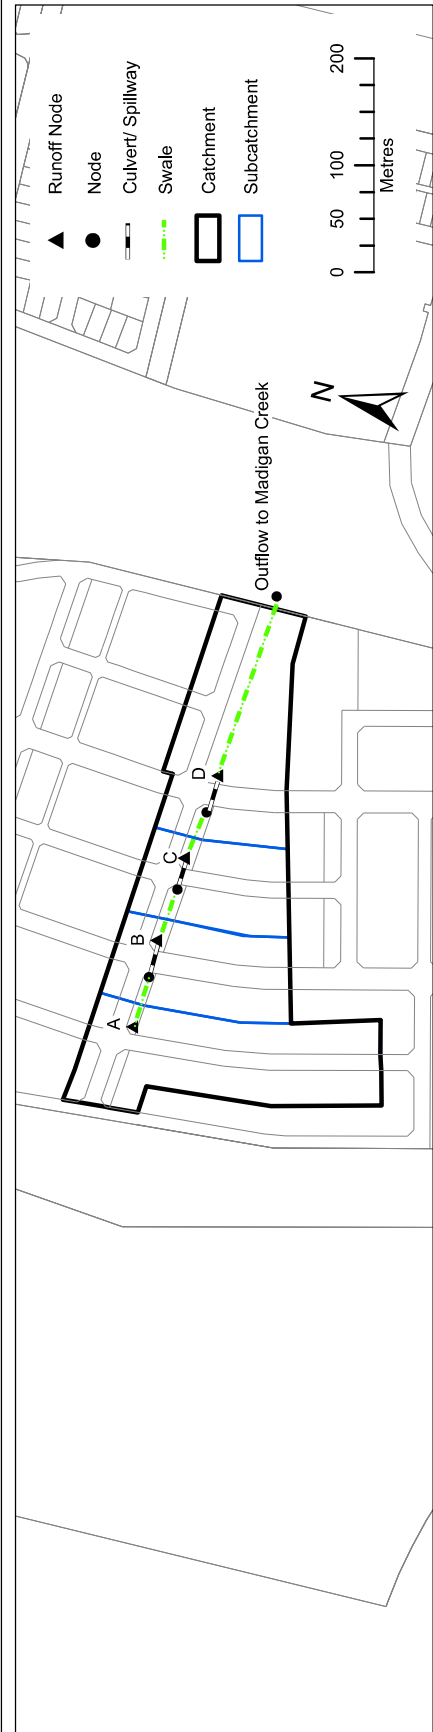 Runoff Node
Node
Culvert/ Spillway
Swale
Catchment
Subcatchment
0 50 100 200
Metres
N
Outflow to Madigan Creek
A
B
C
D